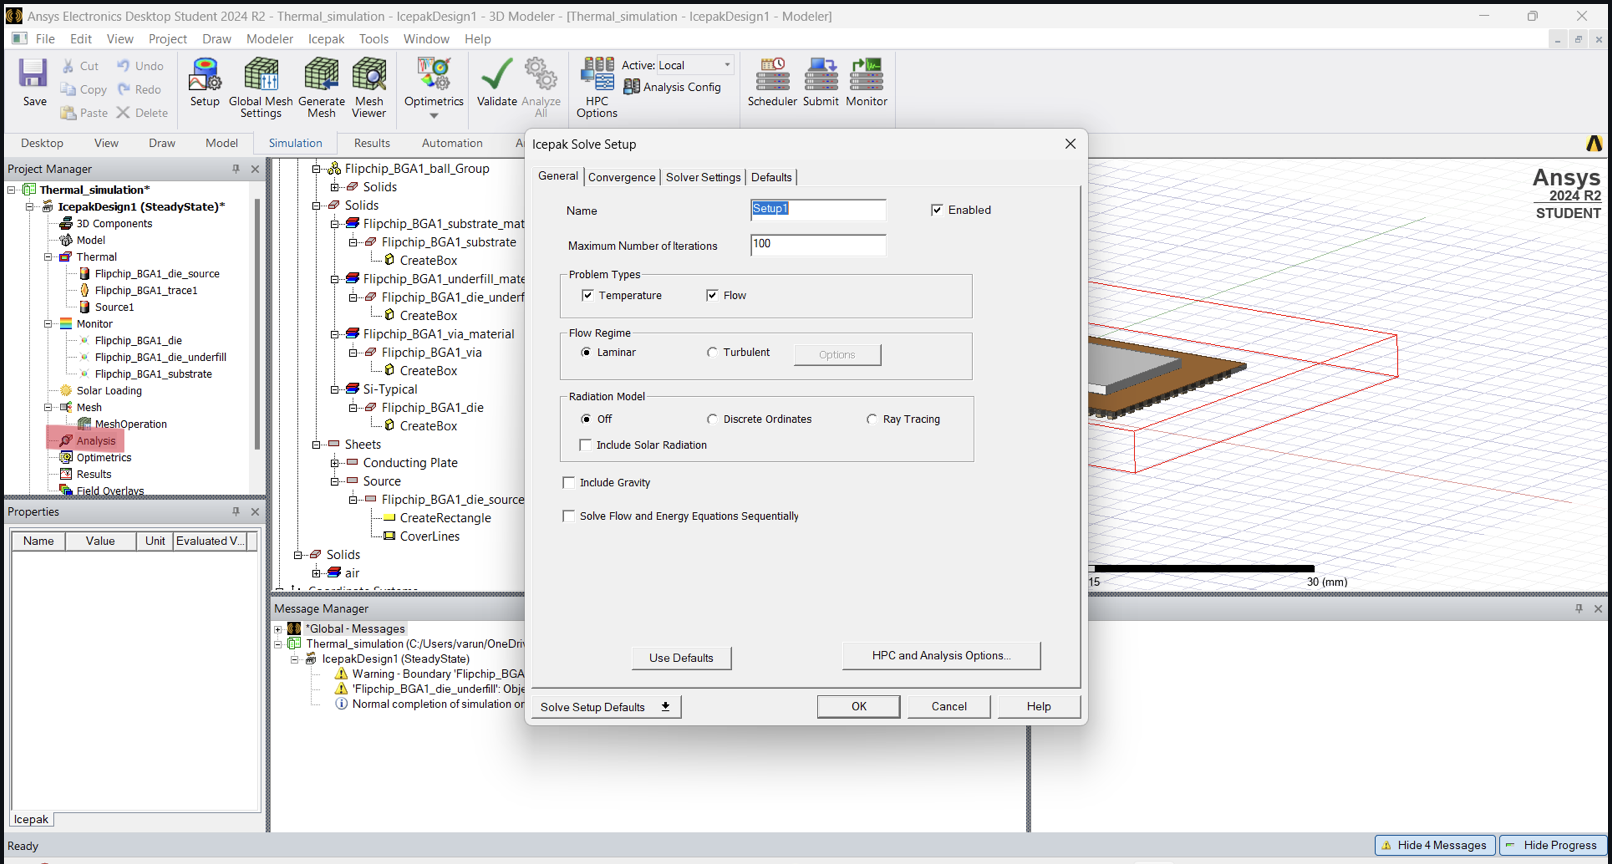 Ansys Electronics Desktop Student 2024 R2 - Thermal_simulation - IcepakDesign1 - 3D Modeler - [Thermal_simulation - IcepakDesign1 - Modeler]
File Edit View Project Draw Modeler Icepak Tools Window Help
Save
Cut
Copy
Paste
Undo
Redo
Delete
Setup
Global Mesh
Settings
Generate
Mesh
Mesh
Viewer
Optimetrics
Validate
Analyze
All
HPC
Options
Active: Local
Analysis Config
Scheduler
Submit
Monitor
Desktop View Draw Model Simulation Results Automation
Project Manager
Thermal_simulation*
IcepakDesign1 (SteadyState)*
3D Components
Model
Thermal
Flipchip_BGA1_die_source
Flipchip_BGA1_trace1
Source1
Monitor
Flipchip_BGA1_die
Flipchip_BGA1_die_underfill
Flipchip_BGA1_substrate
Solar Loading
Mesh
MeshOperation
Analysis
Optimetrics
Results
Field Overlays
Properties
Name Value Unit Evaluated V...
Icepak
Flipchip_BGA1_ball_Group
Solids
Solids
Flipchip_BGA1_substrate_mat
Flipchip_BGA1_substrate
CreateBox
Flipchip_BGA1_underfill_mate
Flipchip_BGA1_die_underf
CreateBox
Flipchip_BGA1_via_material
Flipchip_BGA1_via
CreateBox
Si-Typical
Flipchip_BGA1_die
CreateBox
Sheets
Conducting Plate
Source
Flipchip_BGA1_die_source
CreateRectangle
CoverLines
Solids
air
Icepak Solve Setup
General Convergence Solver Settings Defaults
Name Setup1 Enabled
Maximum Number of Iterations 100
Problem Types
Temperature Flow
Flow Regime
Laminar Turbulent Options
Radiation Model
Off Discrete Ordinates Ray Tracing
Include Solar Radiation
Include Gravity
Solve Flow and Energy Equations Sequentially
Use Defaults HPC and Analysis Options...
Solve Setup Defaults OK Cancel Help
Ansys
2024 R2
STUDENT
15 30 (mm)
Message Manager
*Global - Messages
Thermal_simulation (C:/Users/varun/OneDri
IcepakDesign1 (SteadyState)
Warning - Boundary 'Flipchip_BGA
'Flipchip_BGA1_die_underfill': Obje
Normal completion of simulation on
Ready
Hide 4 Messages Hide Progress